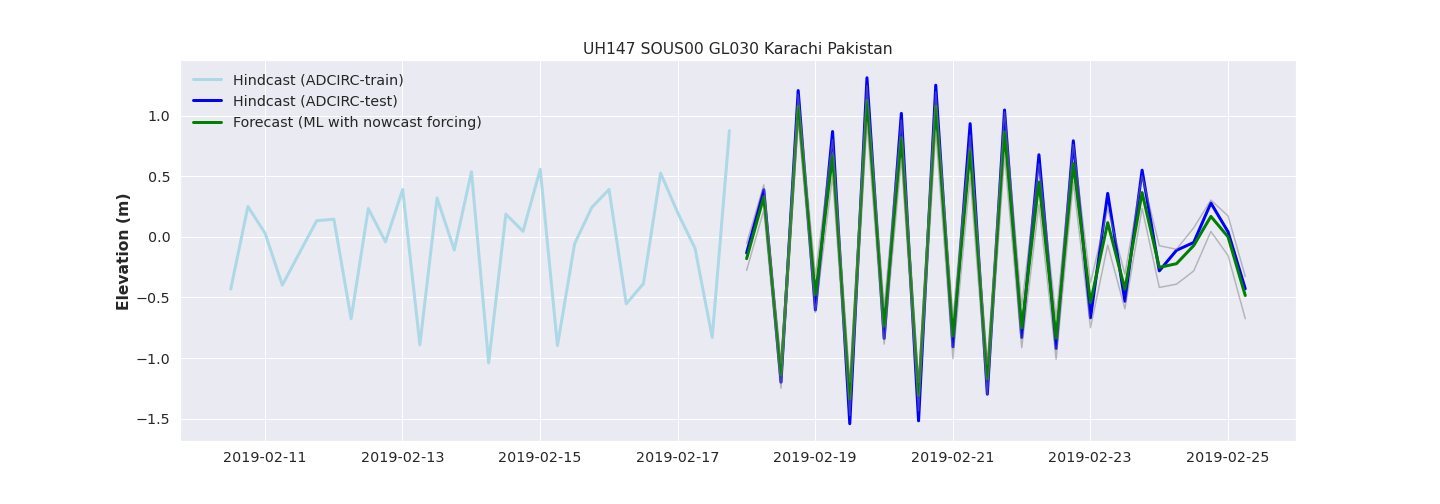 UH147 SOUS00 GL030 Karachi Pakistan
Hindcast (ADCIRC-train)
Hindcast (ADCIRC-test)
Forecast (ML with nowcast forcing)
Elevation (m)
1.0
0.5
0.0
−0.5
−1.0
−1.5
2019-02-11 2019-02-13 2019-02-15 2019-02-17 2019-02-19 2019-02-21 2019-02-23 2019-02-25